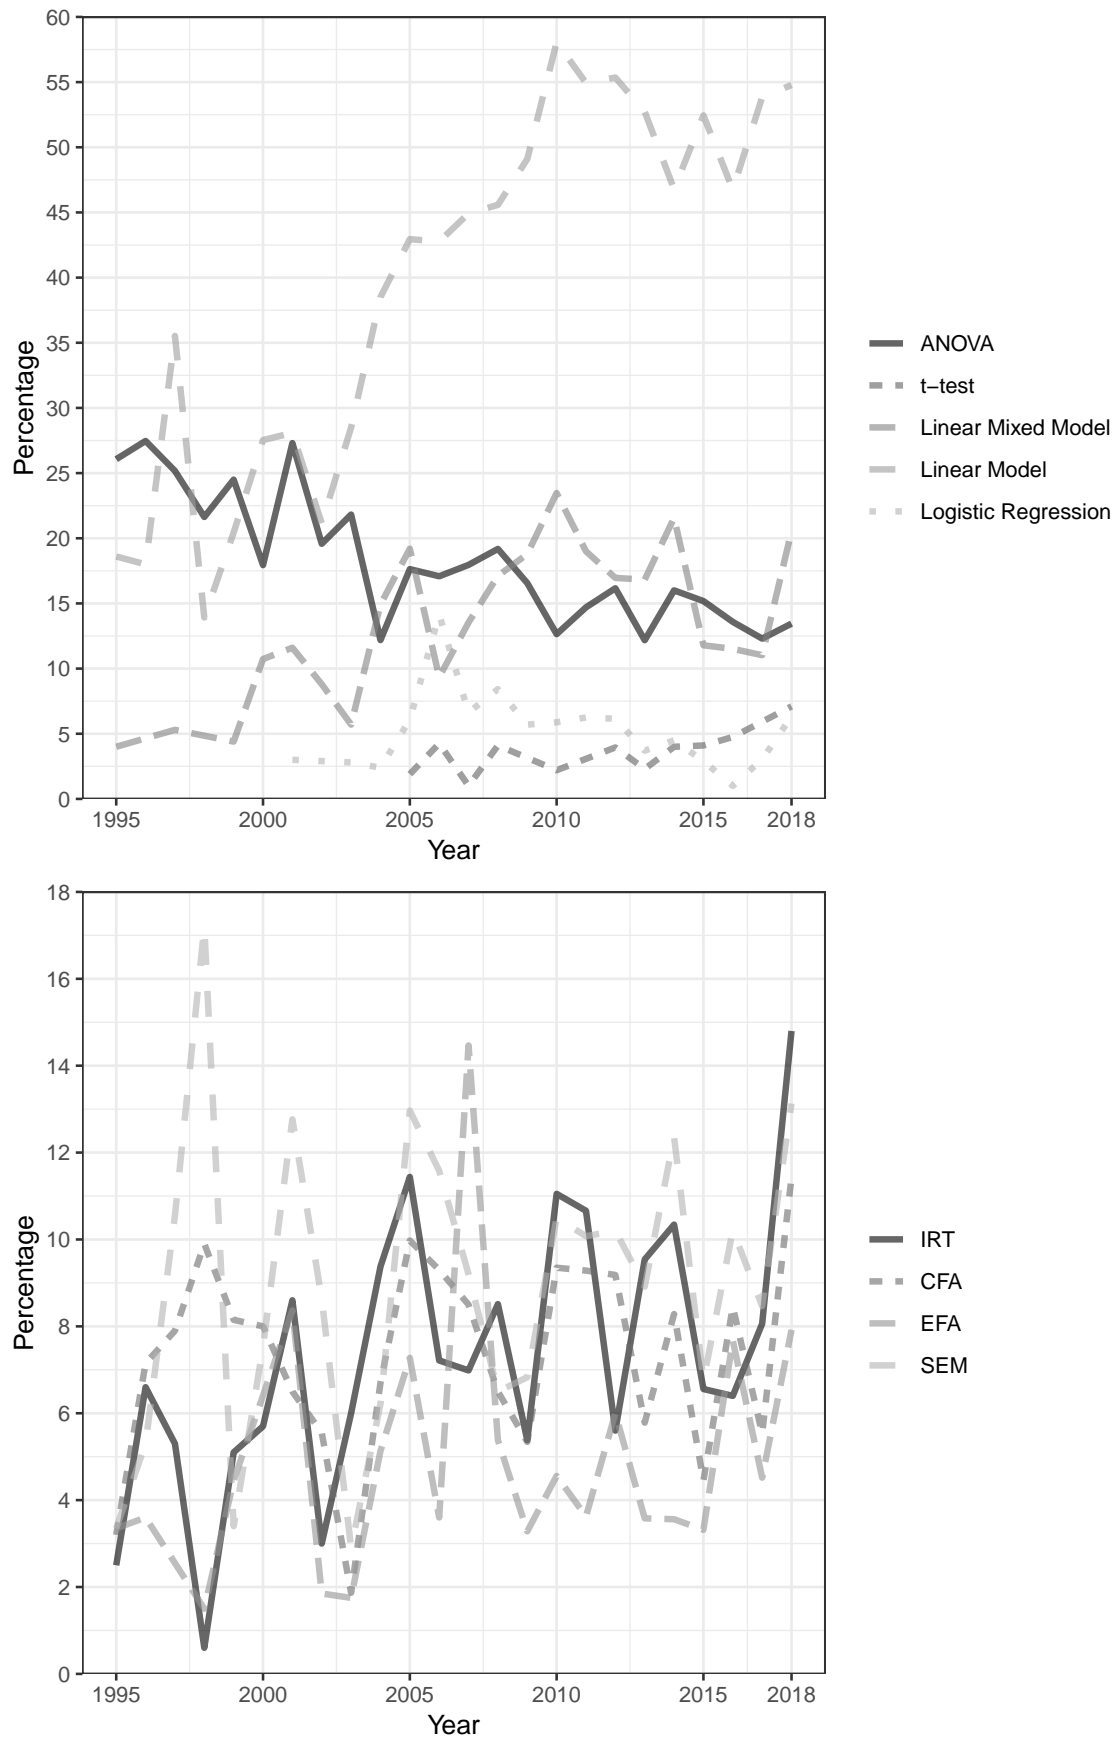 60
55
50
45
40
35
30
25
20
15
10
5
0
Percentage
1995 2000 2005 2010 2015 2018
Year
ANOVA
t−test
Linear Mixed Model
Linear Model
Logistic Regression
18
16
14
12
10
8
6
4
2
0
Percentage
1995 2000 2005 2010 2015 2018
Year
IRT
CFA
EFA
SEM